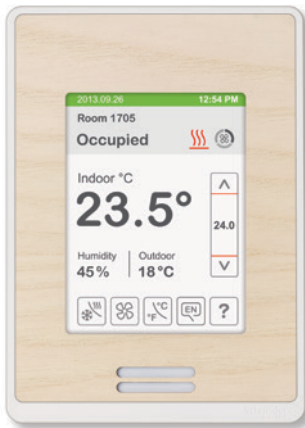 2013.09.26 12:54 PM
Room 1705
Occupied
Indoor °C
23.5°
24.0
Humidity Outdoor
45% 18°C
°C
°F
EN
?